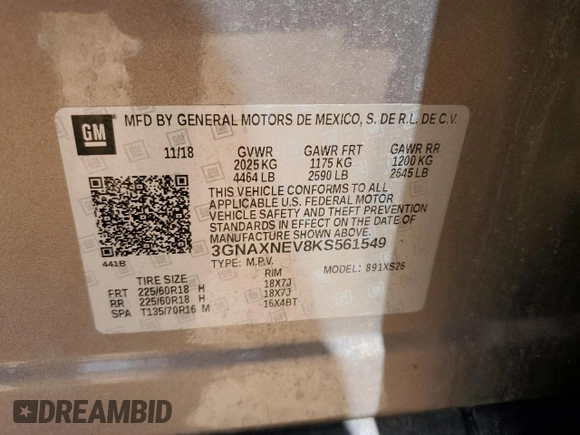 GM MFD BY GENERAL MOTORS DE MEXICO, S. DE R.L. DE C.V.
11/18 GVWR GAWR FRT GAWR RR
2025 KG 1175 KG 1200 KG
4464 LB 2590 LB 2645 LB
THIS VEHICLE CONFORMS TO ALL
APPLICABLE U.S. FEDERAL MOTOR
VEHICLE SAFETY AND THEFT PREVENTION
STANDARDS IN EFFECT ON THE DATE OF
MANUFACTURE SHOWN ABOVE.
3GNAXNEV8KS561549
441B TYPE: M.P.V. MODEL: 891XS26
TIRE SIZE RIM
FRT 225/60R18 H 18X7J
RR 225/60R18 H 18X7J
SPA T135/70R16 M 16X4BT
DREAMBID